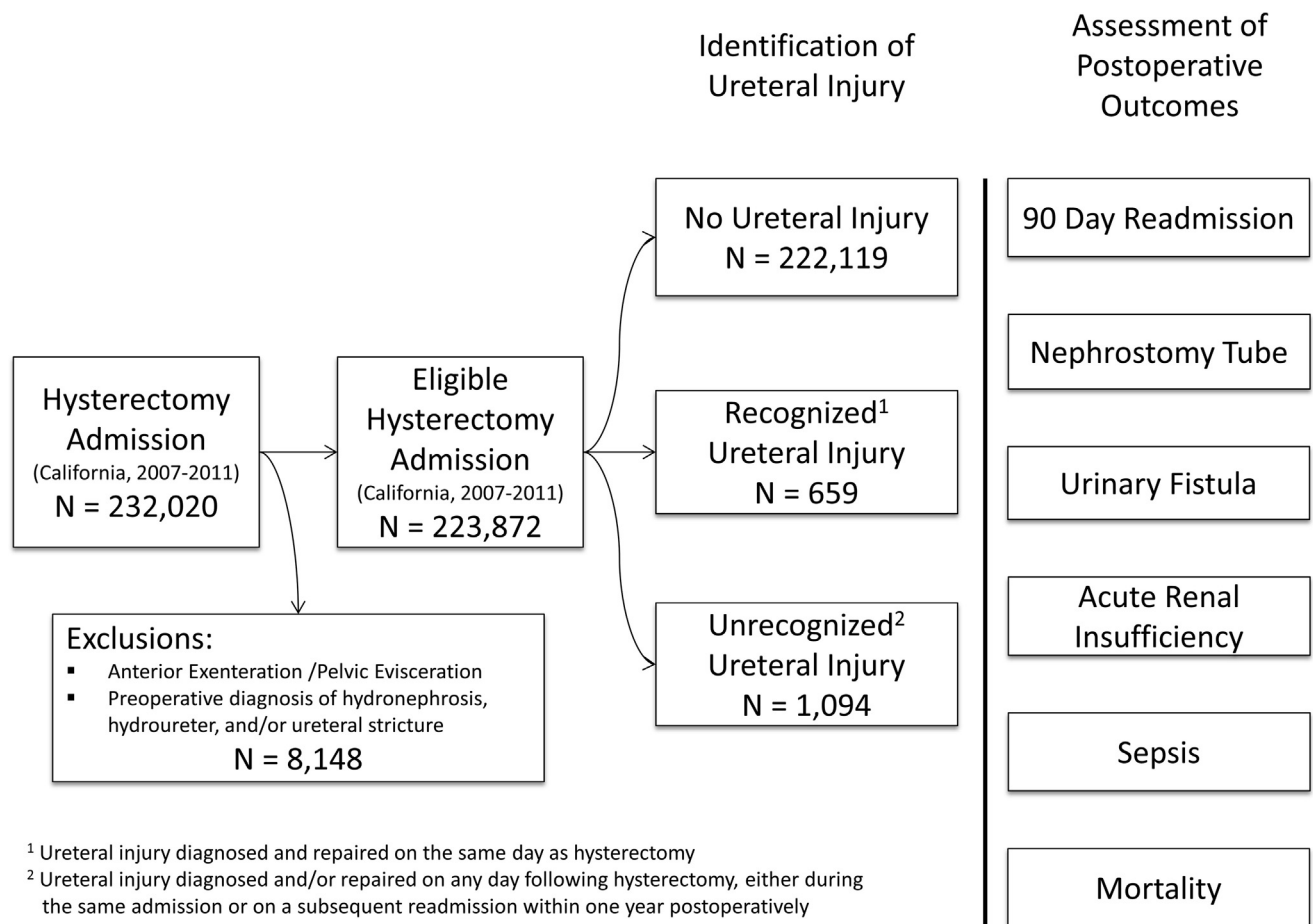 Identification of
Ureteral Injury
Assessment of
Postoperative
Outcomes
Hysterectomy
Admission
(California, 2007-2011)
N = 232,020
Eligible
Hysterectomy
Admission
(California, 2007-2011)
N = 223,872
Exclusions:
▪ Anterior Exenteration /Pelvic Evisceration
▪ Preoperative diagnosis of hydronephrosis,
hydroureter, and/or ureteral stricture
N = 8,148
No Ureteral Injury
N = 222,119
Recognized¹
Ureteral Injury
N = 659
Unrecognized²
Ureteral Injury
N = 1,094
90 Day Readmission
Nephrostomy Tube
Urinary Fistula
Acute Renal
Insufficiency
Sepsis
Mortality
¹ Ureteral injury diagnosed and repaired on the same day as hysterectomy
² Ureteral injury diagnosed and/or repaired on any day following hysterectomy, either during
the same admission or on a subsequent readmission within one year postoperatively